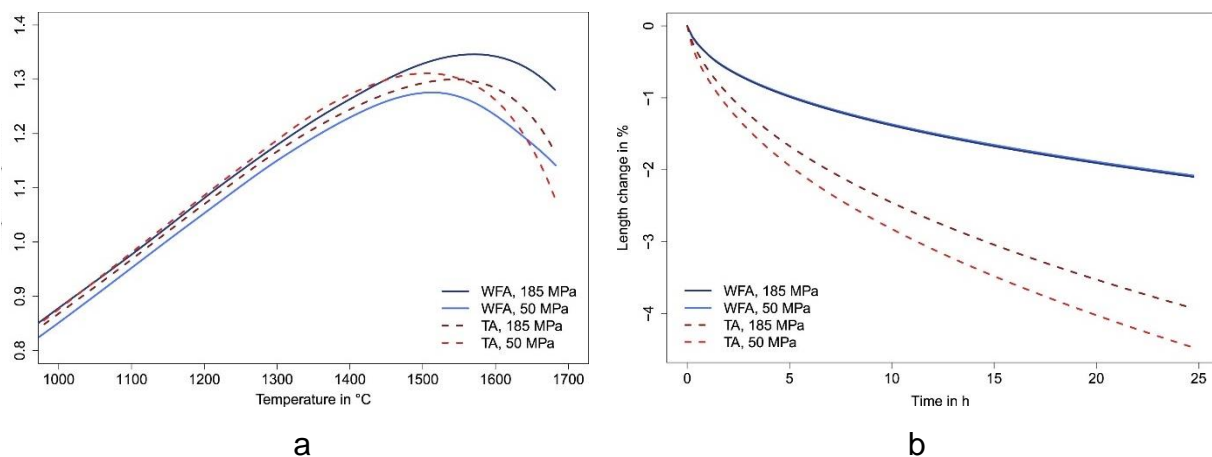 1.4
1.3
1.2
1.1
1.0
0.9
0.8
1000 1100 1200 1300 1400 1500 1600 1700
Temperature in °C
WFA, 185 MPa
WFA, 50 MPa
TA, 185 MPa
TA, 50 MPa
a
Length change in %
0
−1
−2
−3
−4
0 5 10 15 20 25
Time in h
WFA, 185 MPa
WFA, 50 MPa
TA, 185 MPa
TA, 50 MPa
b